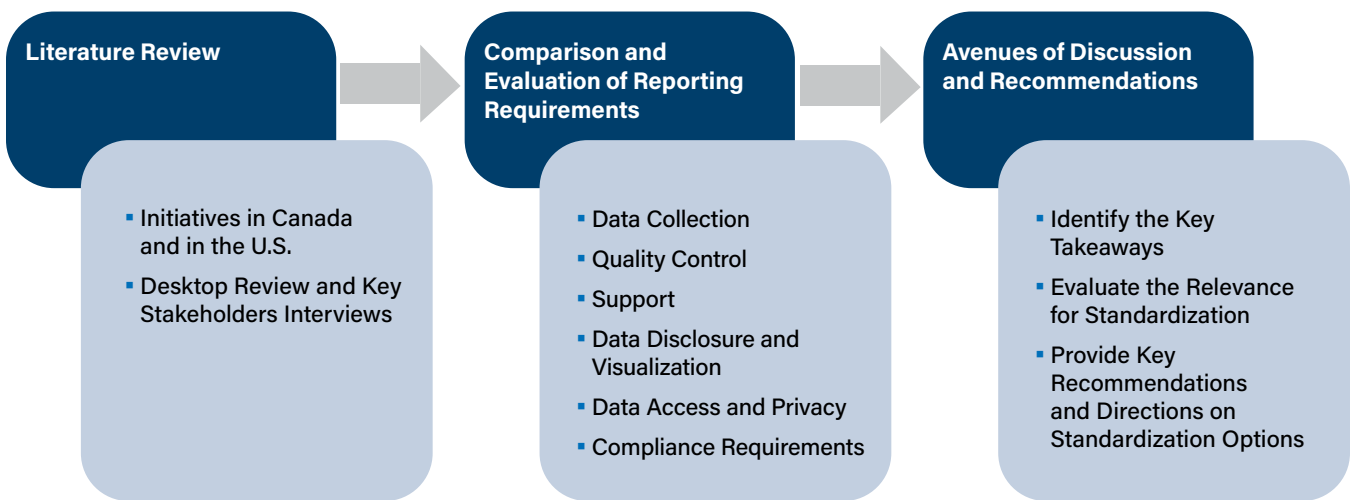 Literature Review
▪ Initiatives in Canada
and in the U.S.
▪ Desktop Review and Key
Stakeholders Interviews
Comparison and
Evaluation of Reporting
Requirements
▪ Data Collection
▪ Quality Control
▪ Support
▪ Data Disclosure and
Visualization
▪ Data Access and Privacy
▪ Compliance Requirements
Avenues of Discussion
and Recommendations
▪ Identify the Key
Takeaways
▪ Evaluate the Relevance
for Standardization
▪ Provide Key
Recommendations
and Directions on
Standardization Options